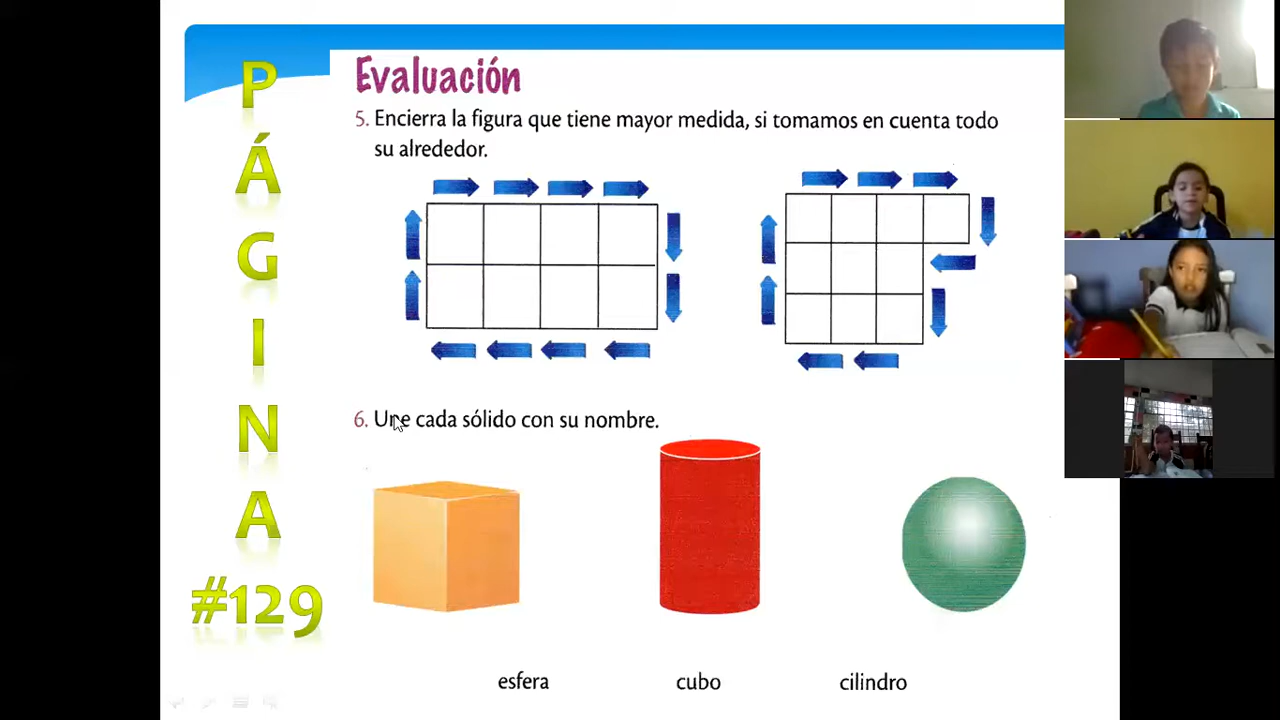 PÁGINA
#129
Evaluación
5. Encierra la figura que tiene mayor medida, si tomamos en cuenta todo
su alrededor.
6. Une cada sólido con su nombre.
esfera cubo cilindro